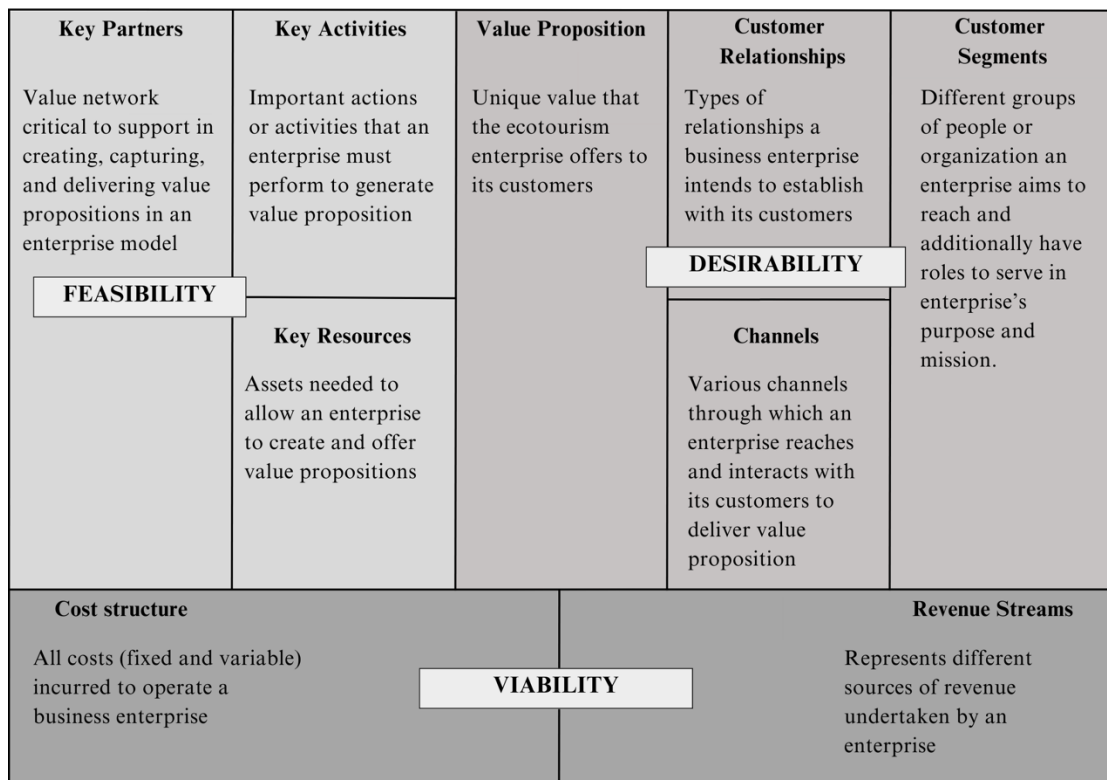 Key Partners
Value network
critical to support in
creating, capturing,
and delivering value
propositions in an
enterprise model
FEASIBILITY
Key Activities
Important actions
or activities that an
enterprise must
perform to generate
value proposition
Key Resources
Assets needed to
allow an enterprise
to create and offer
value propositions
Value Proposition
Unique value that
the ecotourism
enterprise offers to
its customers
Customer
Relationships
Types of
relationships a
business enterprise
intends to establish
with its customers
DESIRABILITY
Channels
Various channels
through which an
enterprise reaches
and interacts with
its customers to
deliver value
proposition
Customer
Segments
Different groups
of people or
organization an
enterprise aims to
reach and
additionally have
roles to serve in
enterprise’s
purpose and
mission.
Cost structure
All costs (fixed and variable)
incurred to operate a
business enterprise
VIABILITY
Revenue Streams
Represents different
sources of revenue
undertaken by an
enterprise